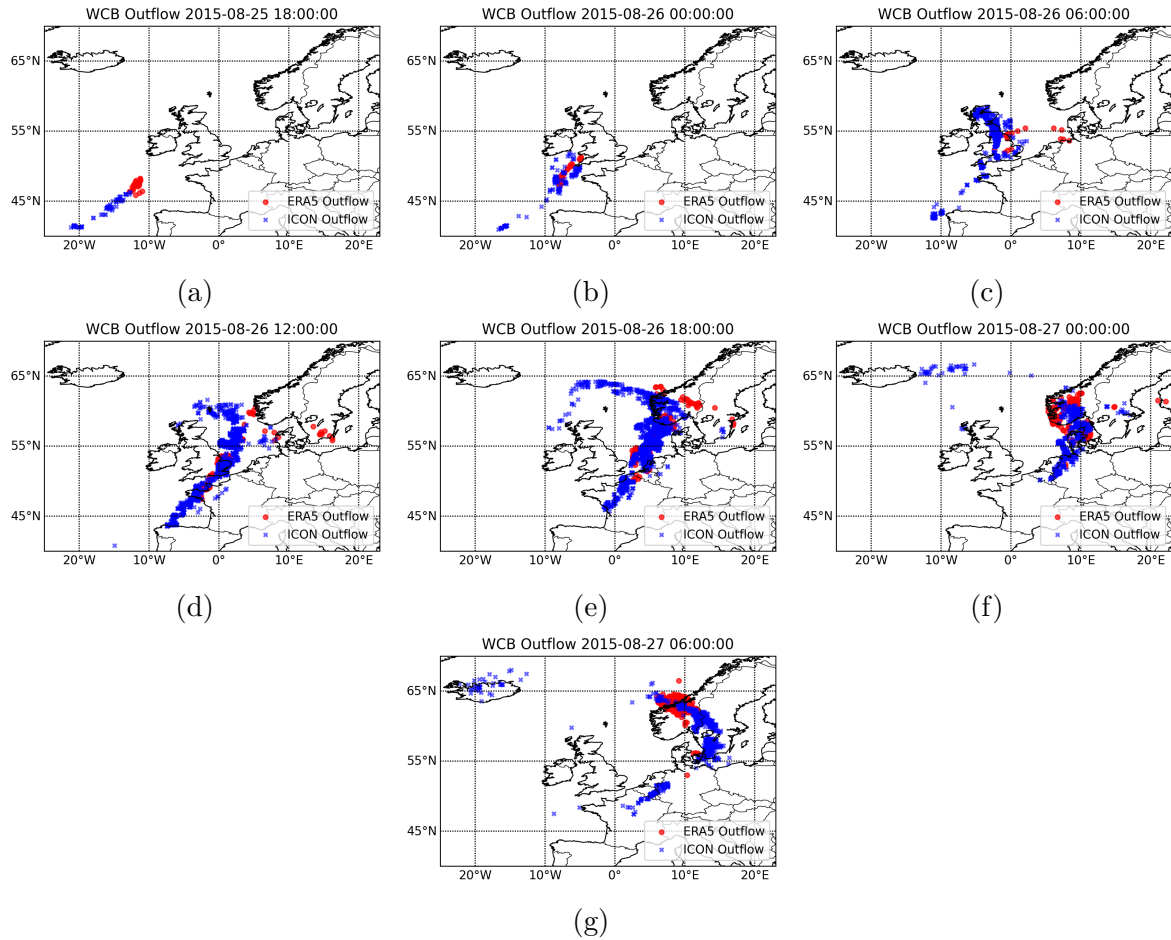 WCB Outflow 2015-08-25 18:00:00
65°N
55°N
45°N
ERA5 Outflow
ICON Outflow
20°W 10°W 0° 10°E 20°E
(a)
WCB Outflow 2015-08-26 00:00:00
65°N
55°N
45°N
ERA5 Outflow
ICON Outflow
20°W 10°W 0° 10°E 20°E
(b)
WCB Outflow 2015-08-26 06:00:00
65°N
55°N
45°N
ERA5 Outflow
ICON Outflow
20°W 10°W 0° 10°E 20°E
(c)
WCB Outflow 2015-08-26 12:00:00
65°N
55°N
45°N
ERA5 Outflow
ICON Outflow
20°W 10°W 0° 10°E 20°E
(d)
WCB Outflow 2015-08-26 18:00:00
65°N
55°N
45°N
ERA5 Outflow
ICON Outflow
20°W 10°W 0° 10°E 20°E
(e)
WCB Outflow 2015-08-27 00:00:00
65°N
55°N
45°N
ERA5 Outflow
ICON Outflow
20°W 10°W 0° 10°E 20°E
(f)
WCB Outflow 2015-08-27 06:00:00
65°N
55°N
45°N
ERA5 Outflow
ICON Outflow
20°W 10°W 0° 10°E 20°E
(g)